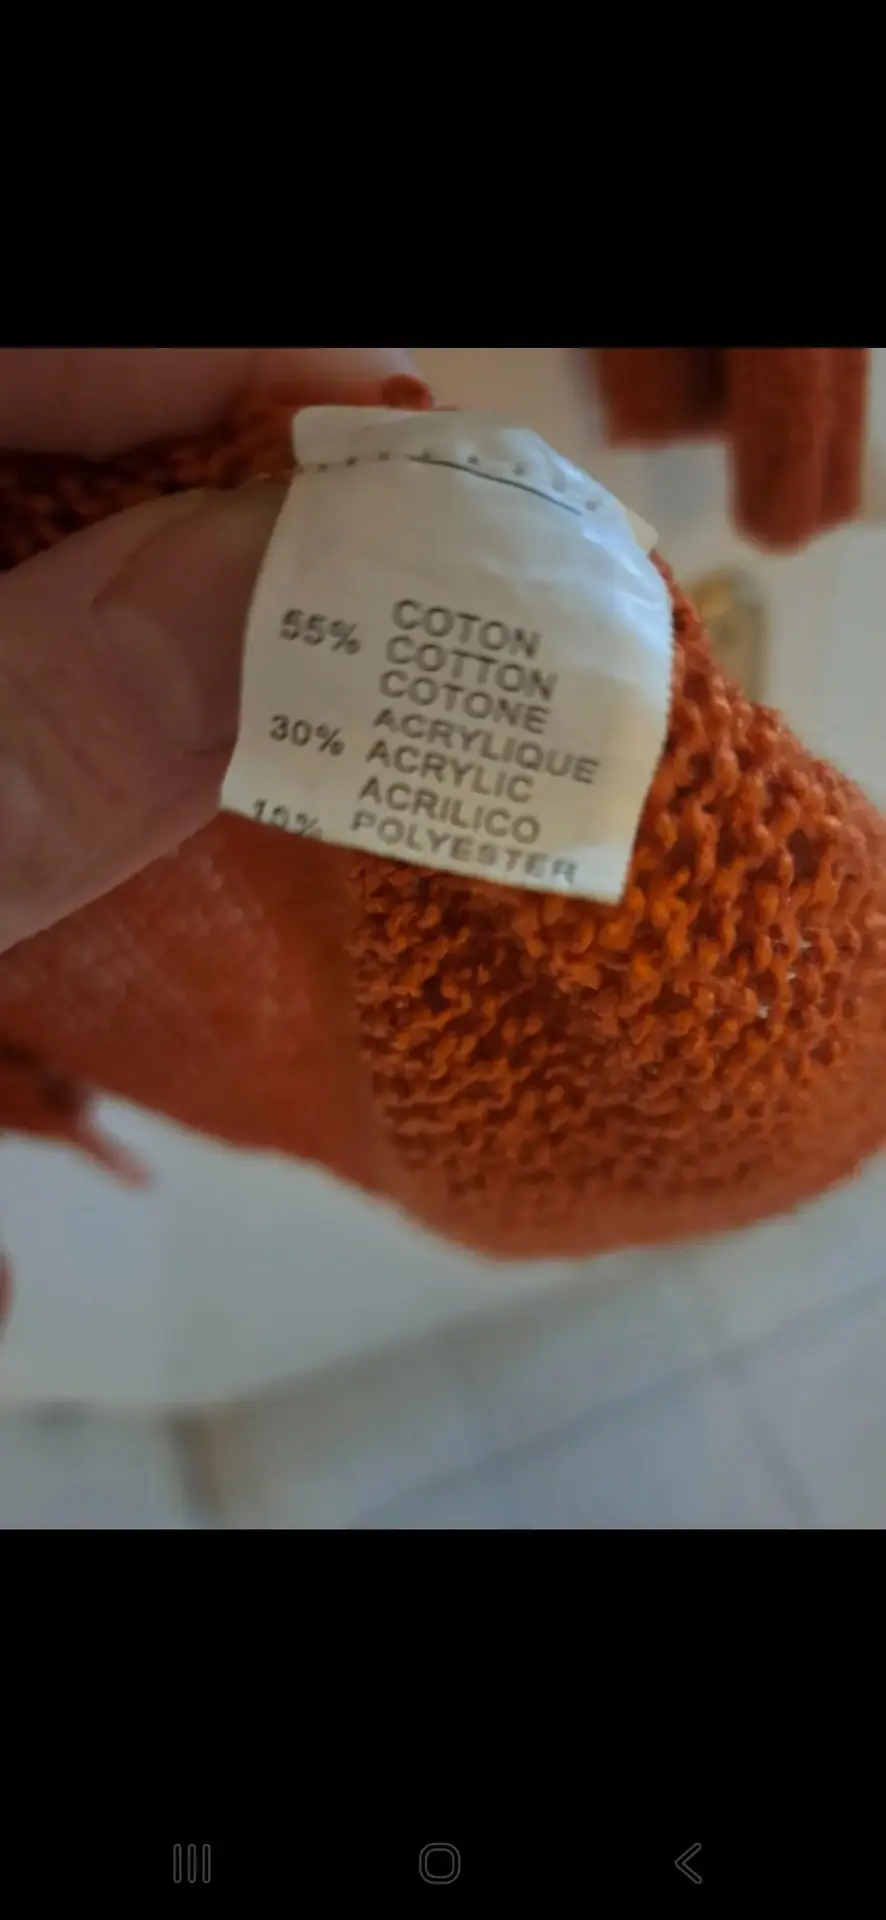 55% COTON
COTTON
COTONE
30% ACRYLIQUE
ACRYLIC
ACRILICO
POLYESTER